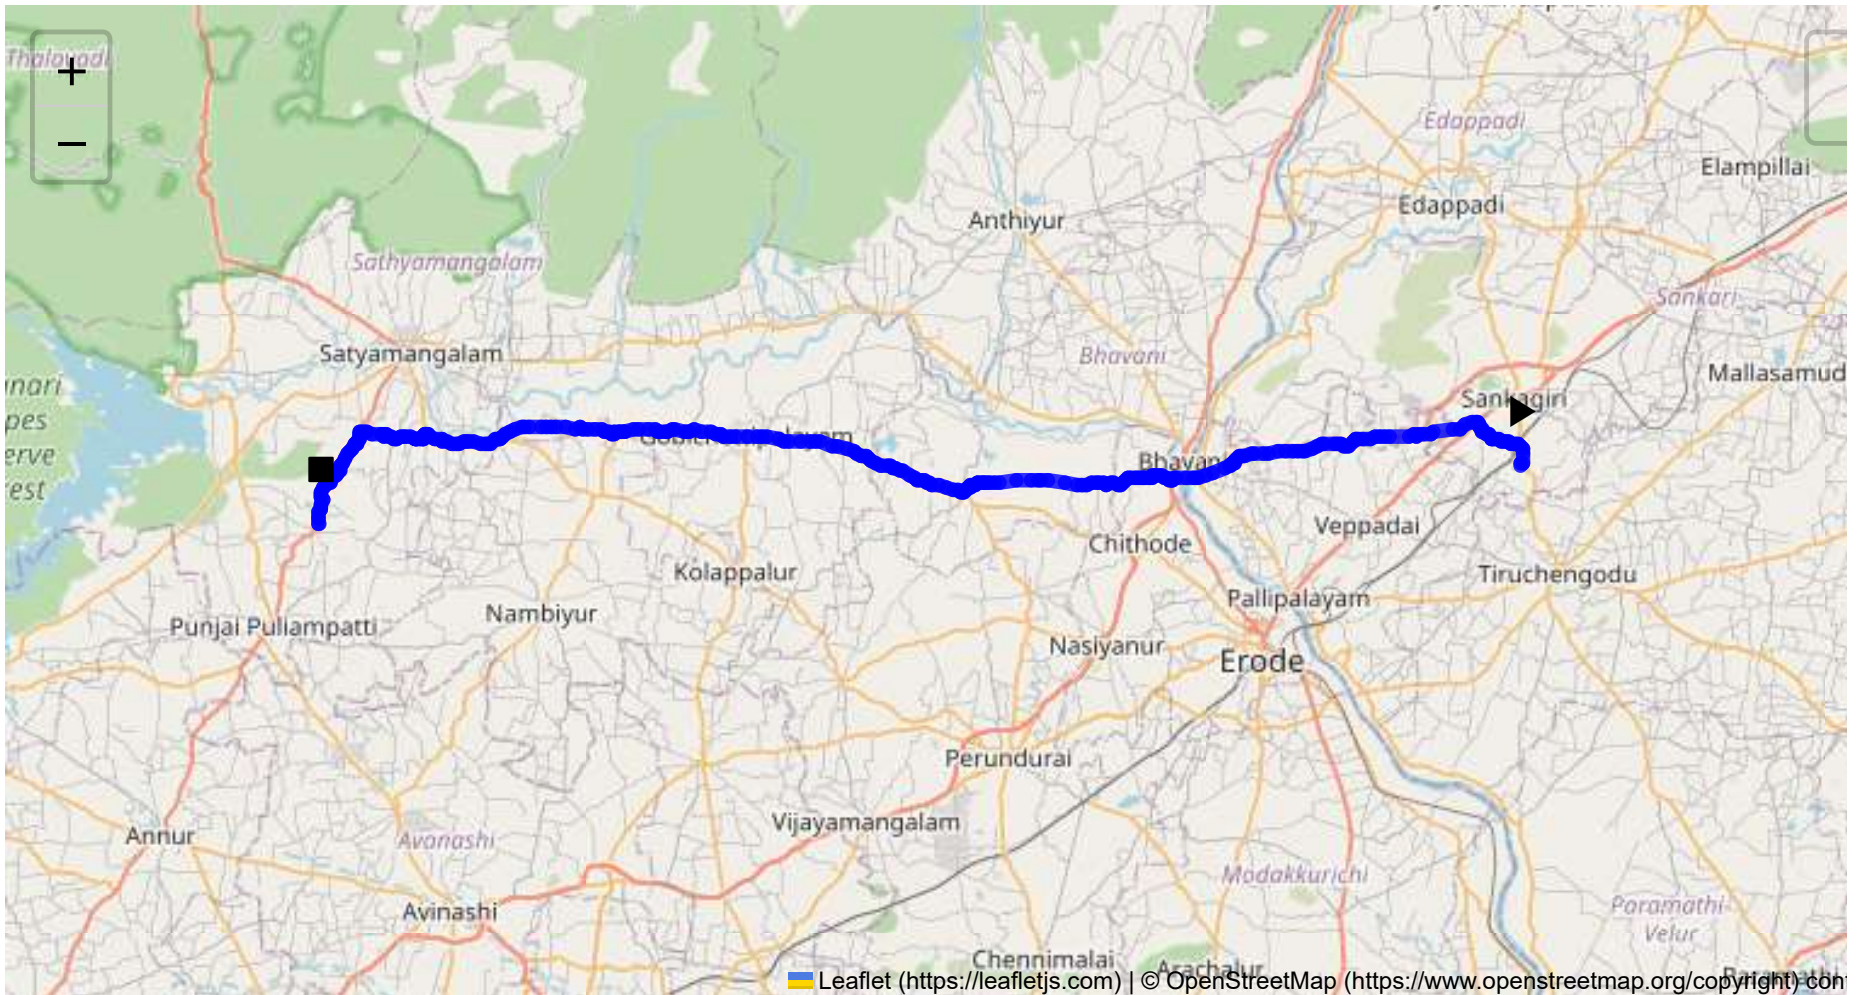 Thalavadi
+
−
Edappadi
Elampillai
Edappadi
Anthiyur
Sathyamangalam
Sankari
Satyamangalam
Bhavani
Mallasamud
Sankagiri
Bhavan
Veppadai
Chithode
Kolappalur
Tiruchengodu
Pallipalayam
Nambiyur
Punjai Puliampatti
Nasiyanur
Erode
Perundurai
Vijayamangalam
Annur
Avanashi
Modakkurichi
Avinashi
Paramathi-
Velur
Chennimalai
Arachalur
Leaflet (https://leafletjs.com) | © OpenStreetMap (https://www.openstreetmap.org/copyright) con